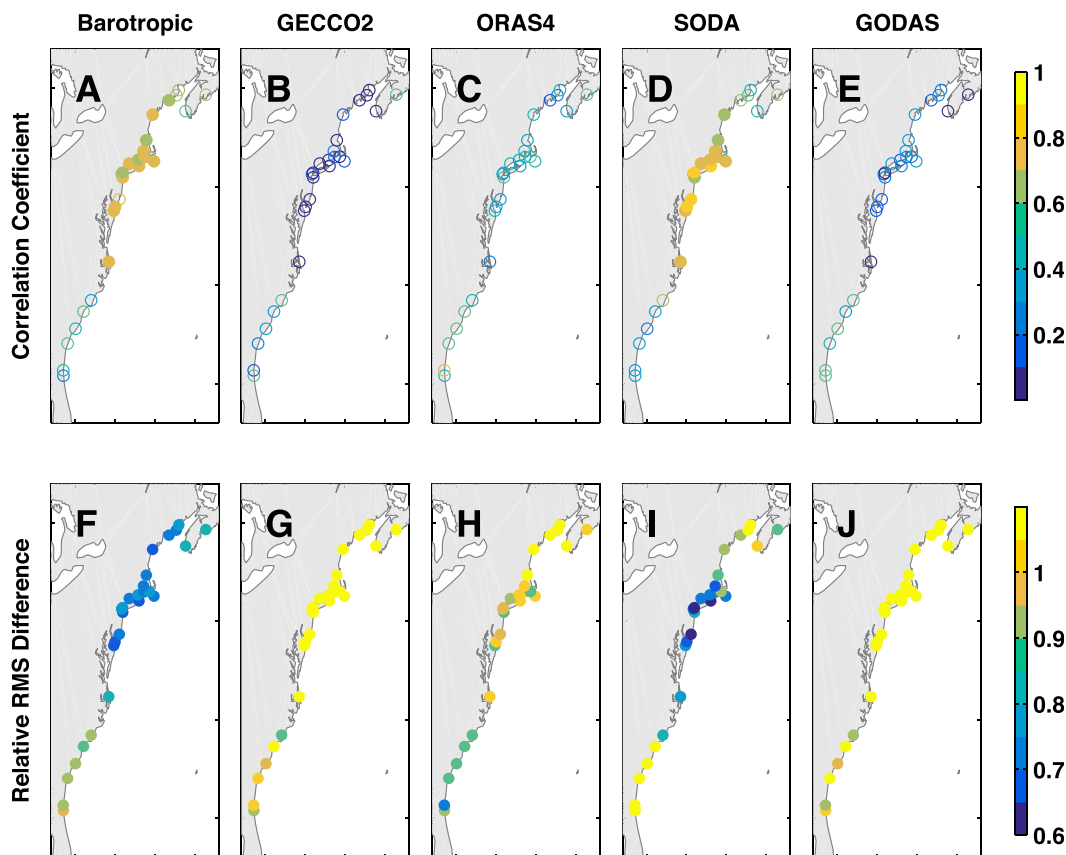 Barotropic GECCO2 ORAS4 SODA GODAS
Correlation Coefficient
A B C D E
1
0.8
0.6
0.4
0.2
Relative RMS Difference
F G H I J
1
0.9
0.8
0.7
0.6